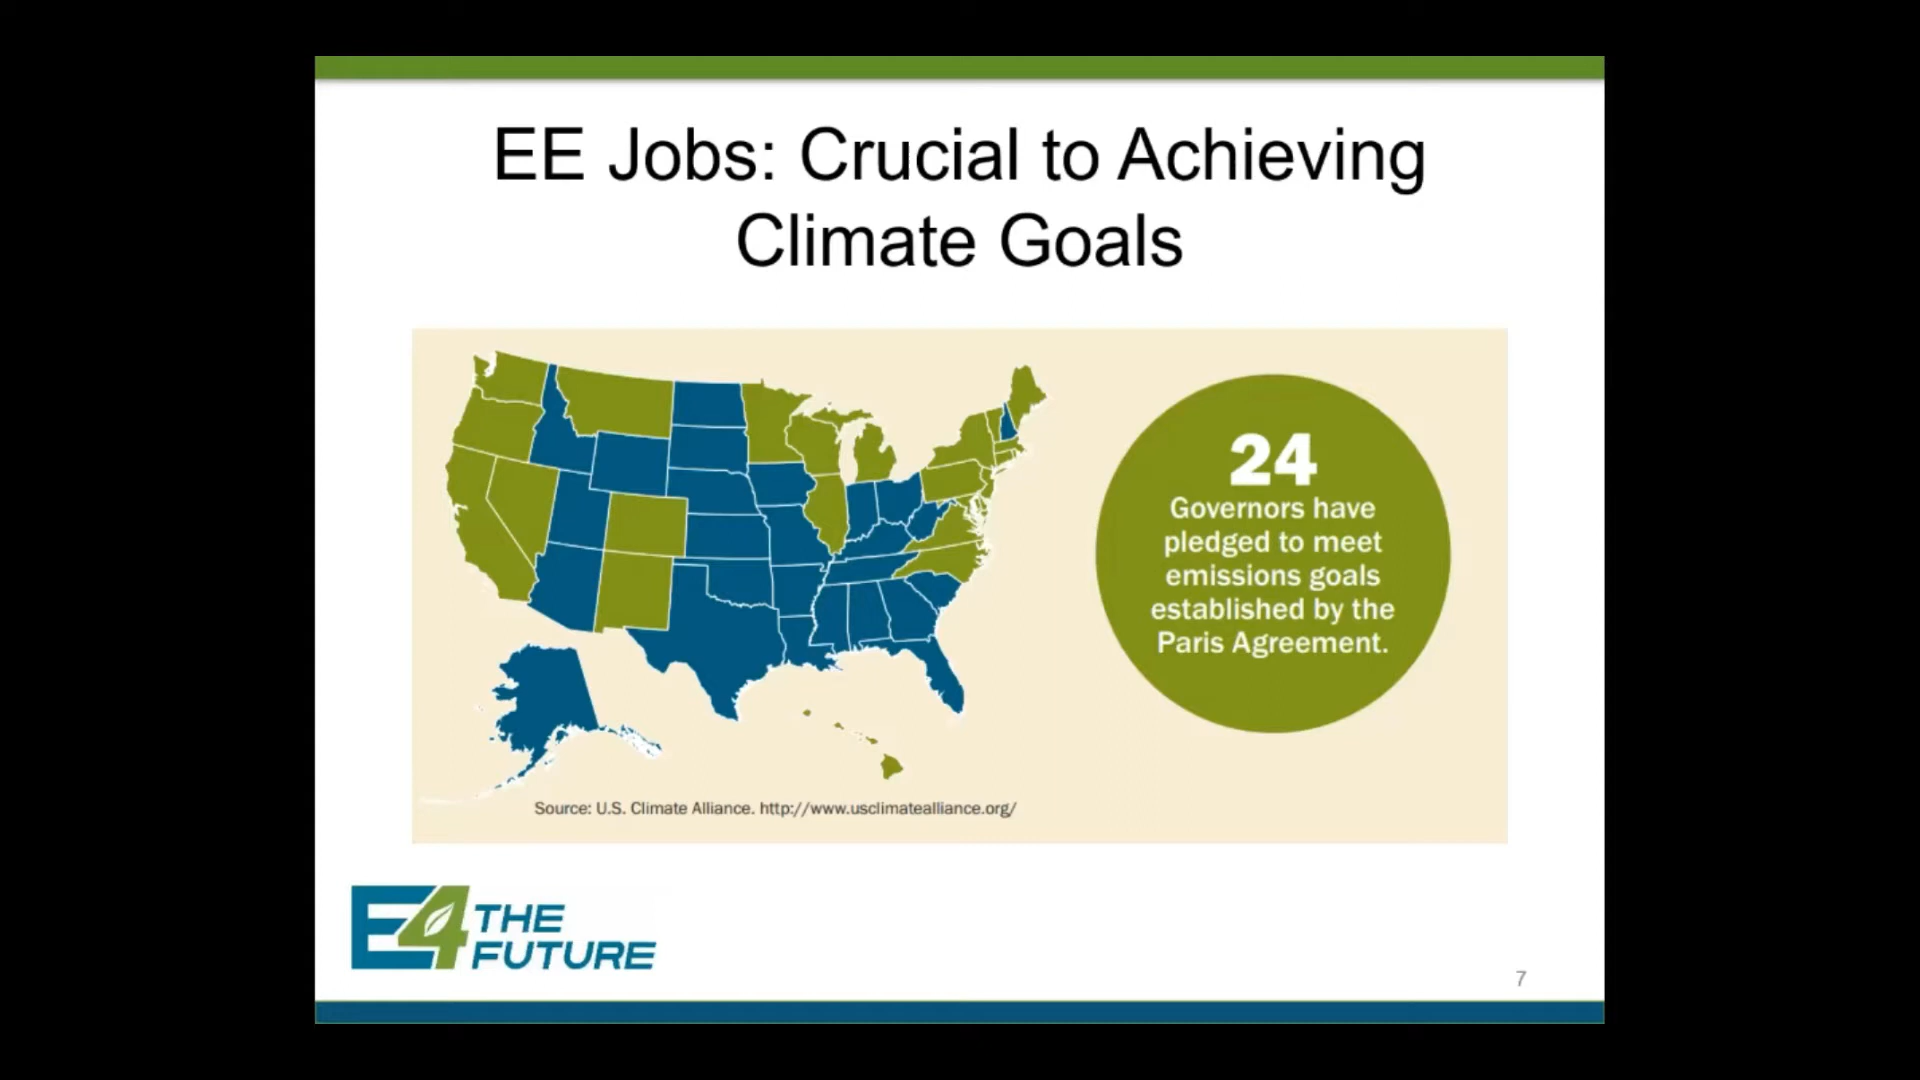 EE Jobs: Crucial to Achieving
Climate Goals
24
Governors have
pledged to meet
emissions goals
established by the
Paris Agreement.
Source: U.S. Climate Alliance. http://www.usclimatealliance.org/
E4 THE
FUTURE
7